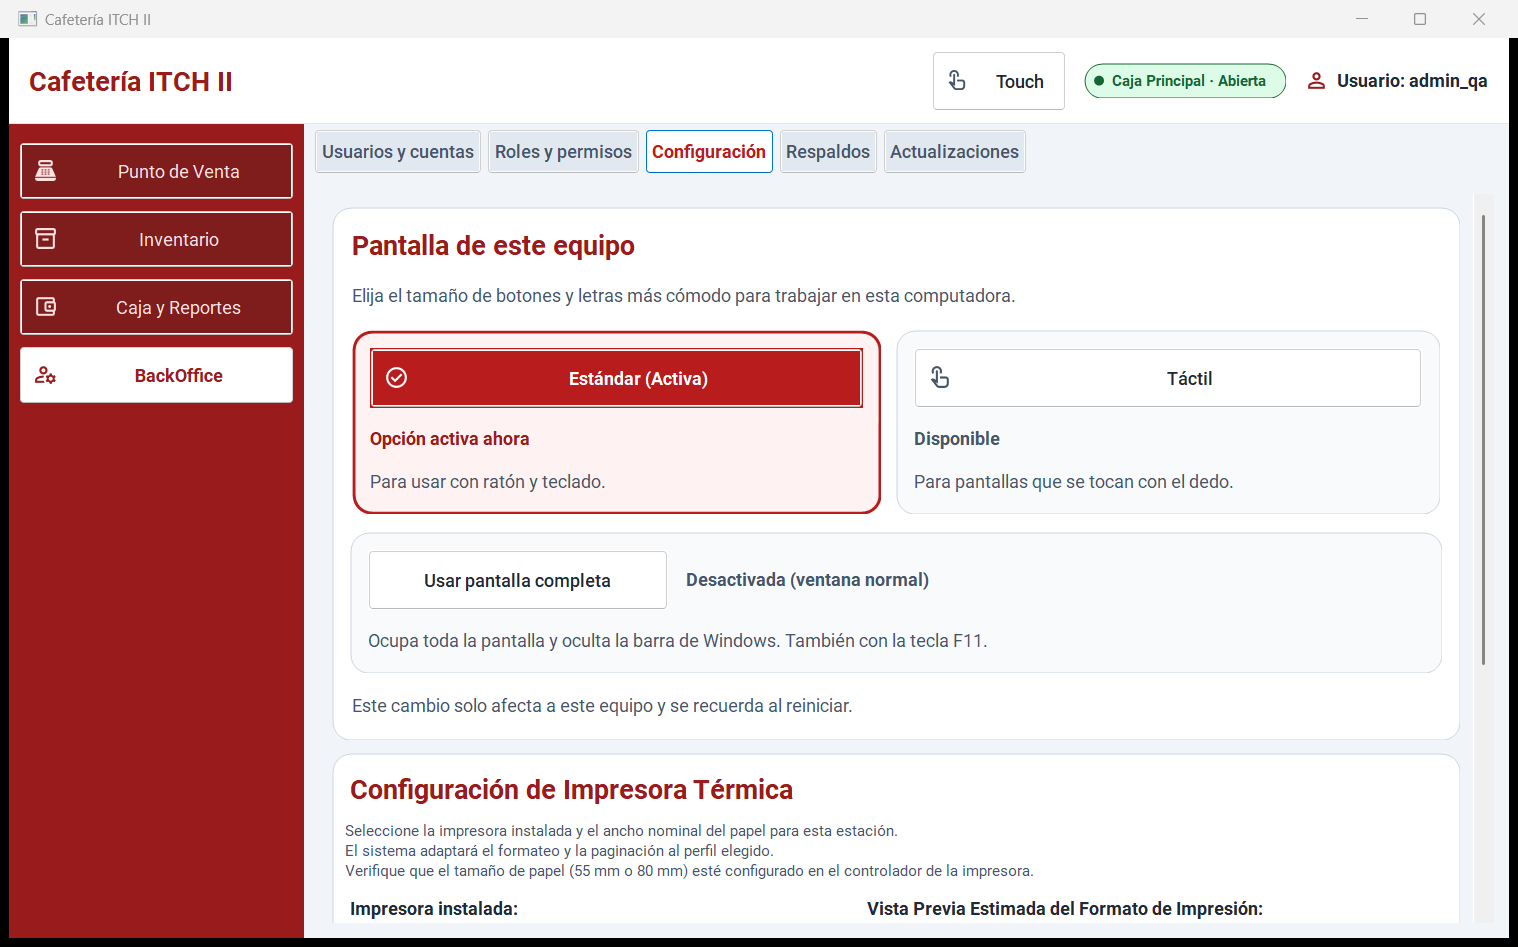 Cafetería ITCH II
Cafetería ITCH II
Touch
Caja Principal · Abierta
Usuario: admin_qa
Punto de Venta
Inventario
Caja y Reportes
BackOffice
Usuarios y cuentas
Roles y permisos
Configuración
Respaldos
Actualizaciones
Pantalla de este equipo
Elija el tamaño de botones y letras más cómodo para trabajar en esta computadora.
Estándar (Activa)
Opción activa ahora
Para usar con ratón y teclado.
Táctil
Disponible
Para pantallas que se tocan con el dedo.
Usar pantalla completa
Desactivada (ventana normal)
Ocupa toda la pantalla y oculta la barra de Windows. También con la tecla F11.
Este cambio solo afecta a este equipo y se recuerda al reiniciar.
Configuración de Impresora Térmica
Seleccione la impresora instalada y el ancho nominal del papel para esta estación.
El sistema adaptará el formateo y la paginación al perfil elegido.
Verifique que el tamaño de papel (55 mm o 80 mm) esté configurado en el controlador de la impresora.
Impresora instalada:
Vista Previa Estimada del Formato de Impresión: